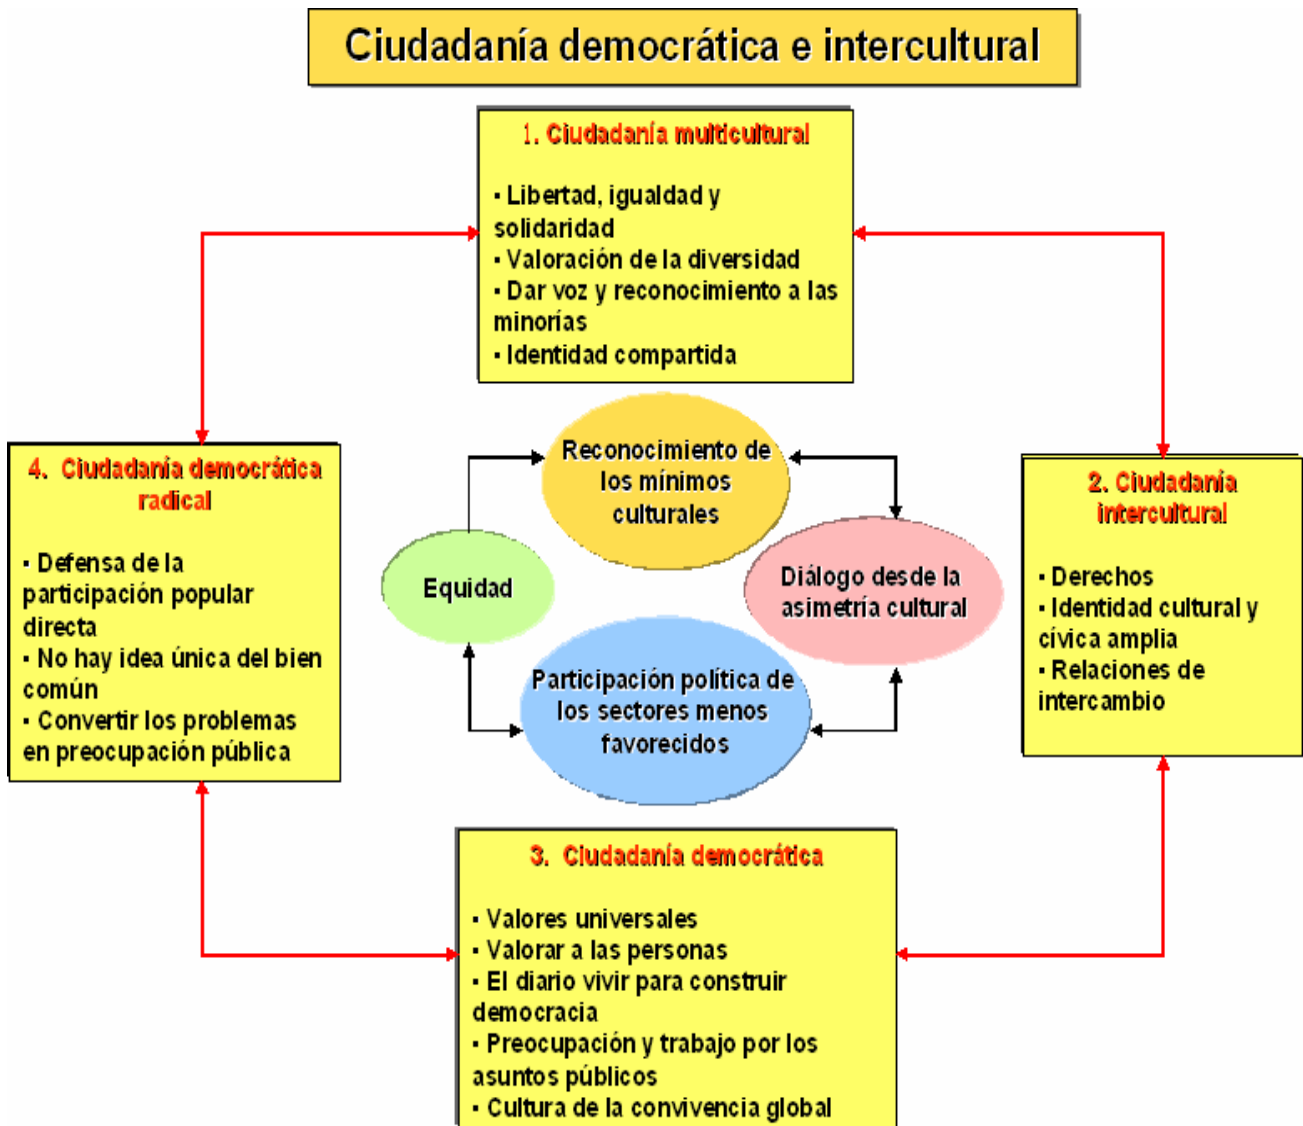 Ciudadanía democrática e intercultural
1. Ciudadanía multicultural
▪ Libertad, igualdad y
solidaridad
▪ Valoración de la diversidad
▪ Dar voz y reconocimiento a las
minorías
▪ Identidad compartida
4. Ciudadanía democrática
radical
▪ Defensa de la
participación popular
directa
▪ No hay idea única del bien
común
▪ Convertir los problemas
en preocupación pública
Reconocimiento de
los mínimos
culturales
Equidad
Diálogo desde la
asimetría cultural
Participación política de
los sectores menos
favorecidos
2. Ciudadanía
intercultural
▪ Derechos
▪ Identidad cultural y
cívica amplia
▪ Relaciones de
intercambio
3. Ciudadanía democrática
▪ Valores universales
▪ Valorar a las personas
▪ El diario vivir para construir
democracia
▪ Preocupación y trabajo por los
asuntos públicos
▪ Cultura de la convivencia global